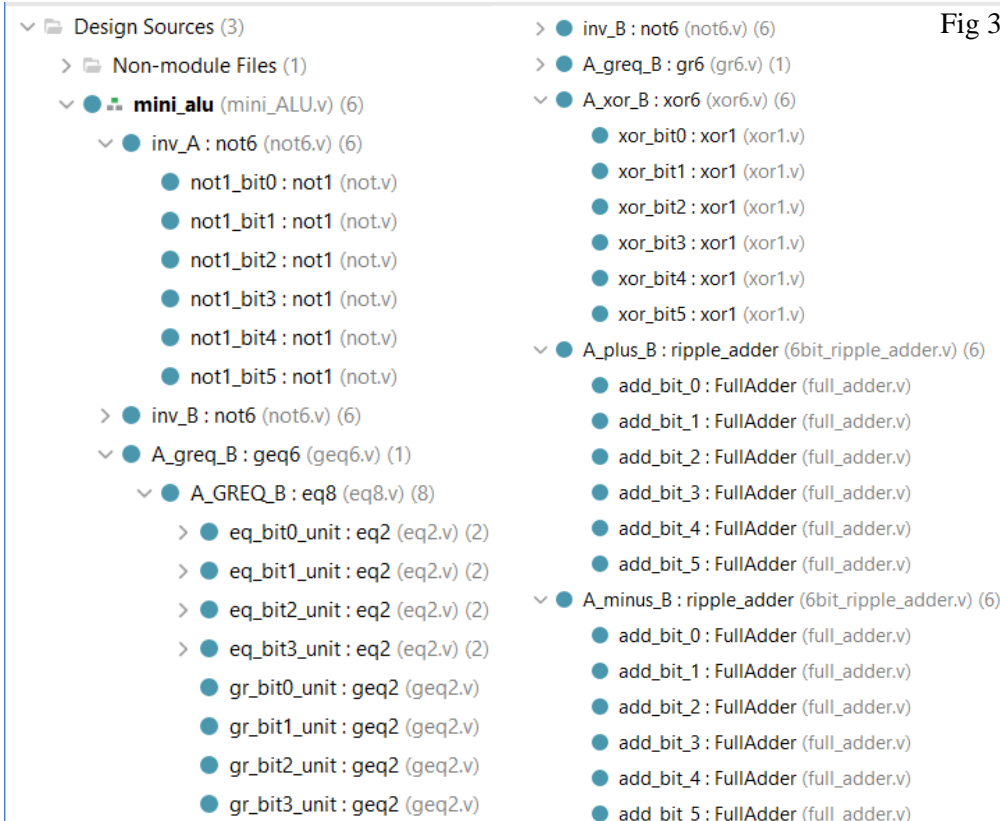 Design Sources (3)
Non-module Files (1)
mini_alu (mini_ALU.v) (6)
inv_A : not6 (not6.v) (6)
not1_bit0 : not1 (not.v)
not1_bit1 : not1 (not.v)
not1_bit2 : not1 (not.v)
not1_bit3 : not1 (not.v)
not1_bit4 : not1 (not.v)
not1_bit5 : not1 (not.v)
inv_B : not6 (not6.v) (6)
A_greq_B : geq6 (geq6.v) (1)
A_GREQ_B : eq8 (eq8.v) (8)
eq_bit0_unit : eq2 (eq2.v) (2)
eq_bit1_unit : eq2 (eq2.v) (2)
eq_bit2_unit : eq2 (eq2.v) (2)
eq_bit3_unit : eq2 (eq2.v) (2)
gr_bit0_unit : geq2 (geq2.v)
gr_bit1_unit : geq2 (geq2.v)
gr_bit2_unit : geq2 (geq2.v)
gr_bit3_unit : geq2 (geq2.v)
Fig 3
inv_B : not6 (not6.v) (6)
A_greq_B : gr6 (gr6.v) (1)
A_xor_B : xor6 (xor6.v) (6)
xor_bit0 : xor1 (xor1.v)
xor_bit1 : xor1 (xor1.v)
xor_bit2 : xor1 (xor1.v)
xor_bit3 : xor1 (xor1.v)
xor_bit4 : xor1 (xor1.v)
xor_bit5 : xor1 (xor1.v)
A_plus_B : ripple_adder (6bit_ripple_adder.v) (6)
add_bit_0 : FullAdder (full_adder.v)
add_bit_1 : FullAdder (full_adder.v)
add_bit_2 : FullAdder (full_adder.v)
add_bit_3 : FullAdder (full_adder.v)
add_bit_4 : FullAdder (full_adder.v)
add_bit_5 : FullAdder (full_adder.v)
A_minus_B : ripple_adder (6bit_ripple_adder.v) (6)
add_bit_0 : FullAdder (full_adder.v)
add_bit_1 : FullAdder (full_adder.v)
add_bit_2 : FullAdder (full_adder.v)
add_bit_3 : FullAdder (full_adder.v)
add_bit_4 : FullAdder (full_adder.v)
add_bit_5 : FullAdder (full_adder.v)